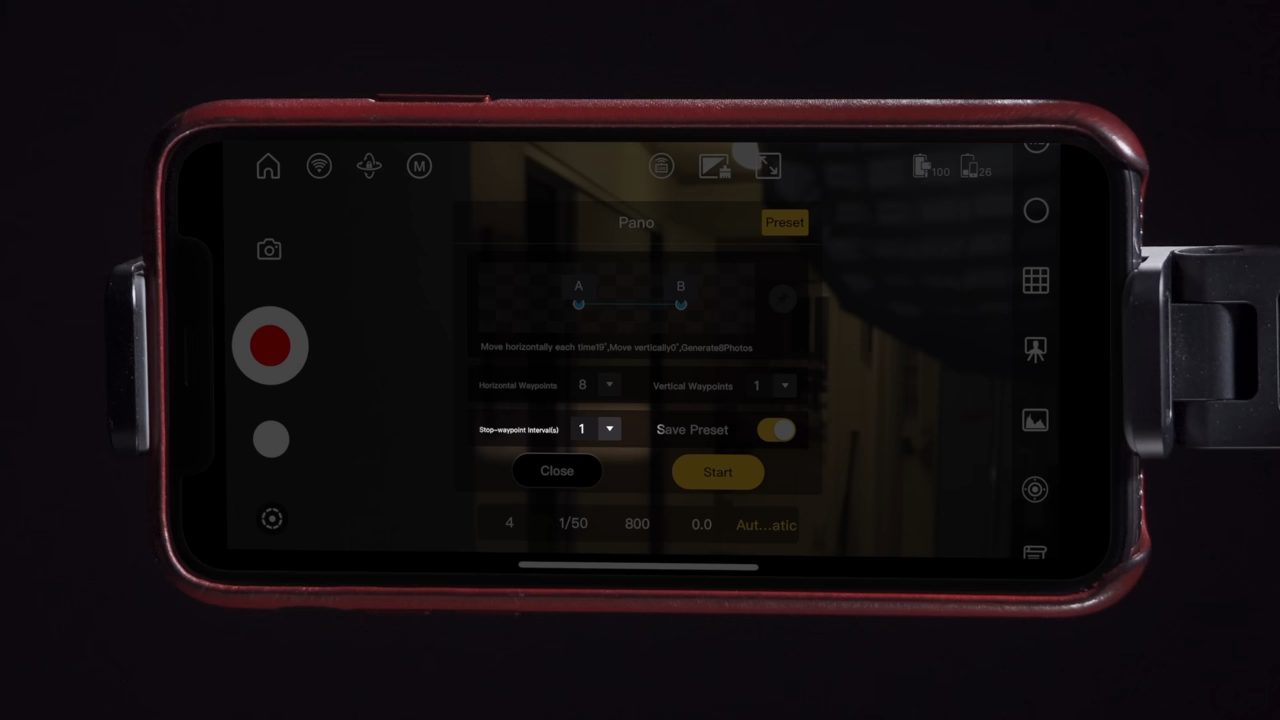 M
100
26
Pano
Preset
A
B
Move horizontally each time19°,Move vertically0°,Generate8Photos
Horizontal Waypoints 8
Vertical Waypoints 1
Stop-waypoint Interval(s) 1
Save Preset
Close
Start
4 1/50 800 0.0 Aut...atic